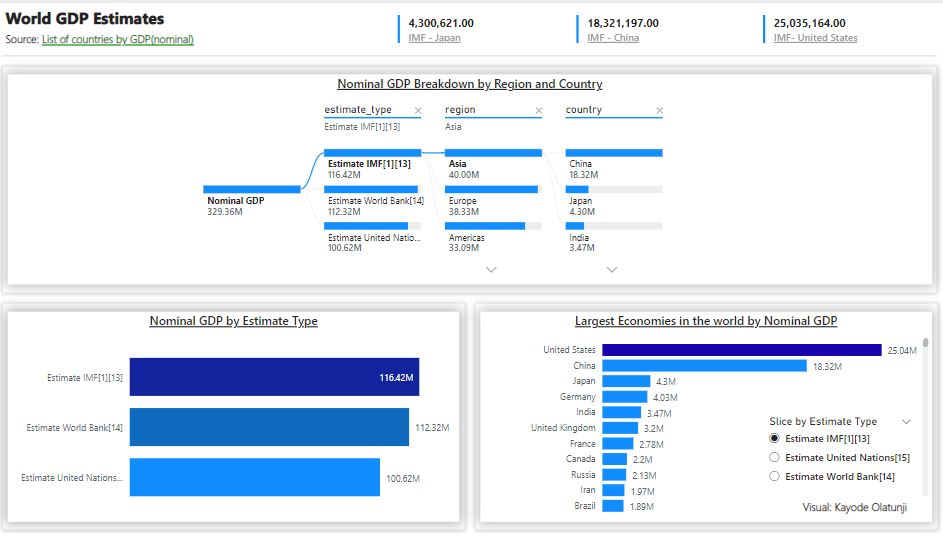 World GDP Estimates
Source: List of countries by GDP(nominal)
4,300,621.00
IMF - Japan
18,321,197.00
IMF - China
25,035,164.00
IMF- United States
Nominal GDP Breakdown by Region and Country
estimate_type
region
country
Estimate IMF[1][13]
Asia
Nominal GDP
329.36M
Estimate IMF[1][13]
116.42M
Estimate World Bank[14]
112.32M
Estimate United Natio...
100.62M
Asia
40.00M
Europe
38.33M
Americas
33.09M
China
18.32M
Japan
4.30M
India
3.47M
Nominal GDP by Estimate Type
Estimate IMF[1][13] 116.42M
Estimate World Bank[14] 112.32M
Estimate United Nations... 100.62M
Largest Economies in the world by Nominal GDP
United States 25.04M
China 18.32M
Japan 4.3M
Germany 4.03M
India 3.47M
United Kingdom 3.2M
France 2.78M
Canada 2.2M
Russia 2.13M
Iran 1.97M
Brazil 1.89M
Slice by Estimate Type
Estimate IMF[1][13]
Estimate United Nations[15]
Estimate World Bank[14]
Visual: Kayode Olatunji